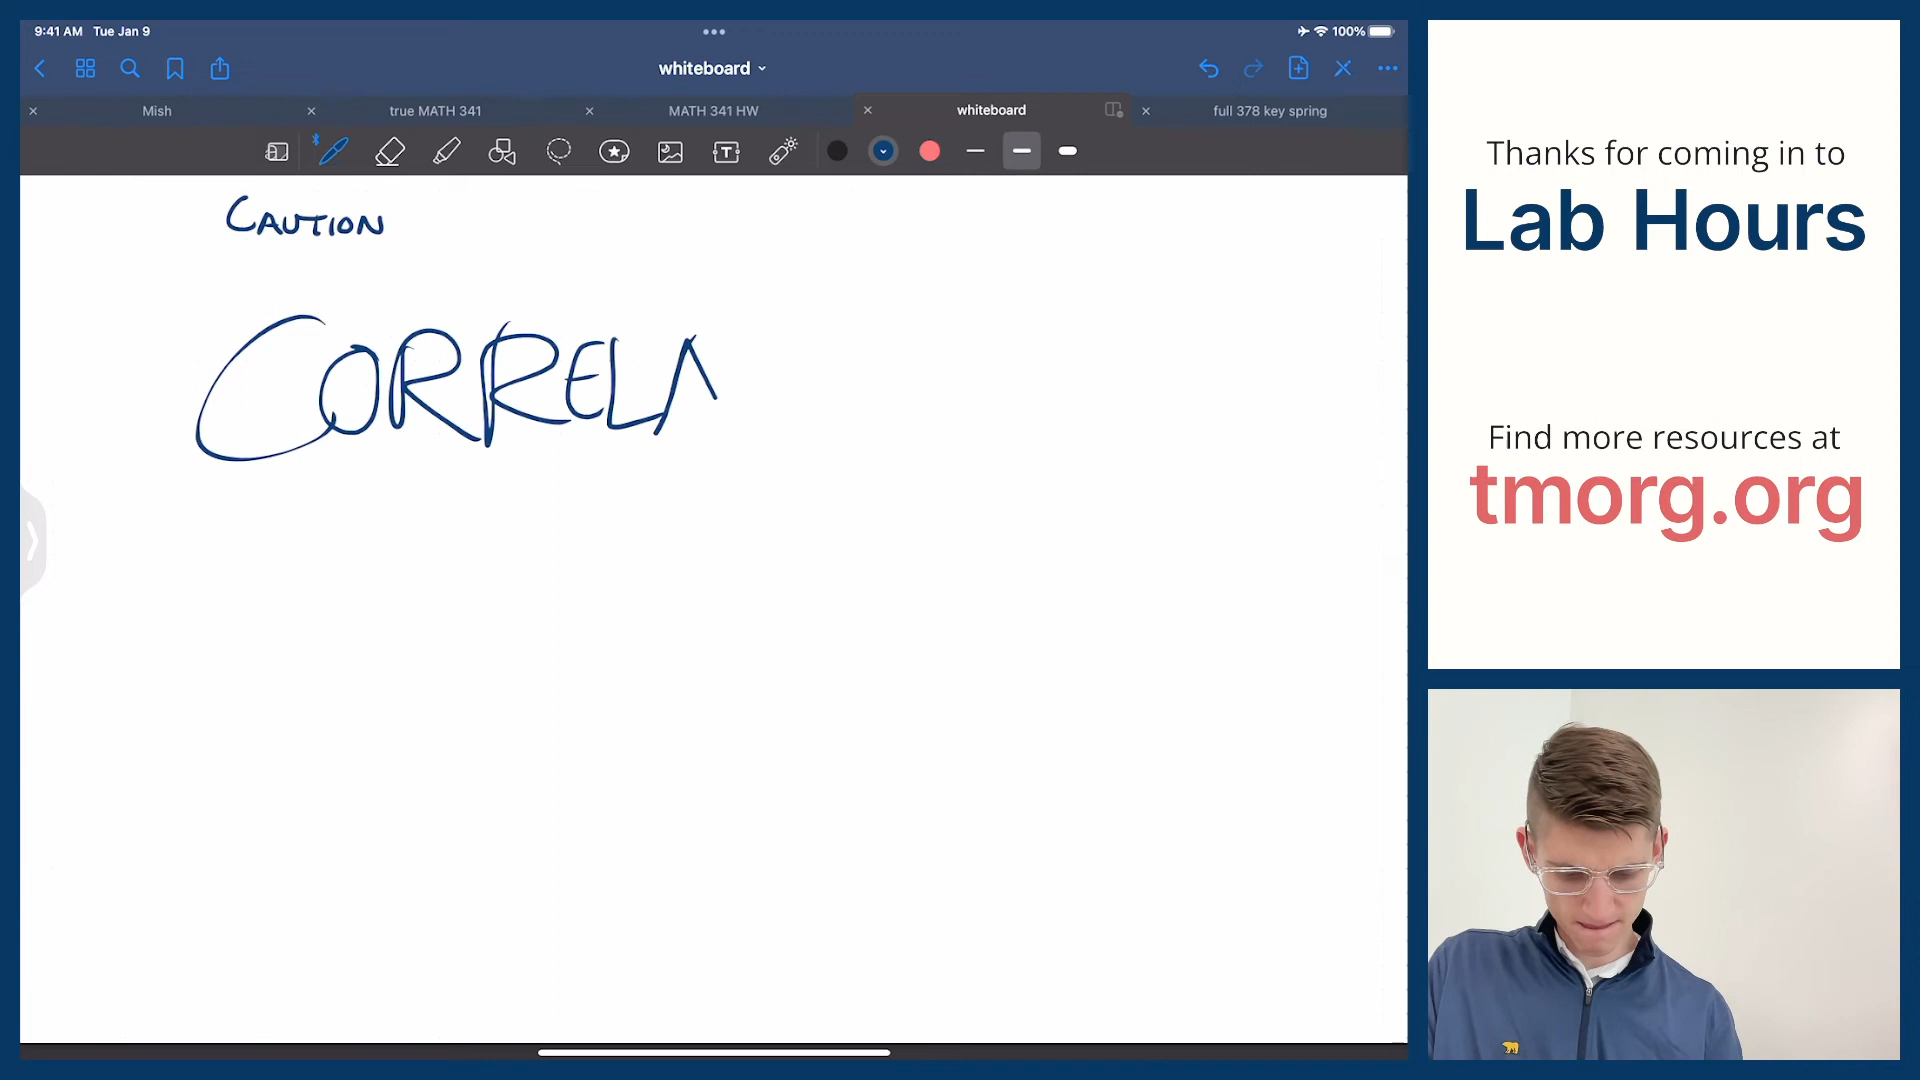 9:41 AM Tue Jan 9
100%
whiteboard
Mish
true MATH 341
MATH 341 HW
whiteboard
full 378 key spring
T
CAUTION
CORRELA
Thanks for coming in to
Lab Hours
Find more resources at
tmorg.org